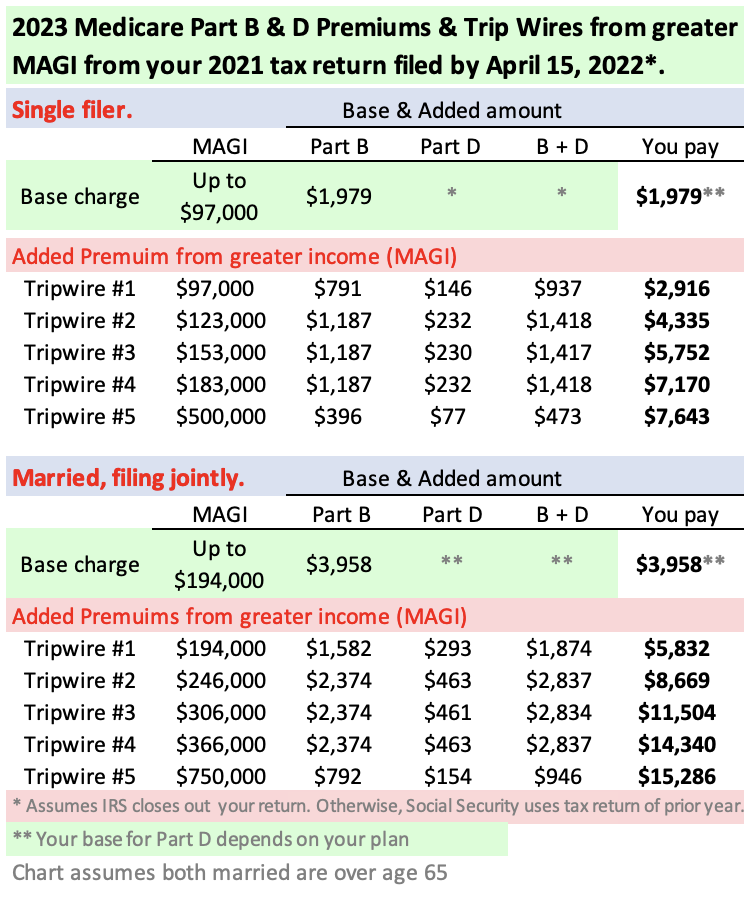 2023 Medicare Part B & D Premiums & Trip Wires from greater
MAGI from your 2021 tax return filed by April 15, 2022*.
Single filer. Base & Added amount
MAGI Part B Part D B + D You pay
Base charge Up to $97,000 $1,979 * * $1,979**
Added Premuim from greater income (MAGI)
Tripwire #1 $97,000 $791 $146 $937 $2,916
Tripwire #2 $123,000 $1,187 $232 $1,418 $4,335
Tripwire #3 $153,000 $1,187 $230 $1,417 $5,752
Tripwire #4 $183,000 $1,187 $232 $1,418 $7,170
Tripwire #5 $500,000 $396 $77 $473 $7,643
Married, filing jointly. Base & Added amount
MAGI Part B Part D B + D You pay
Base charge Up to $194,000 $3,958 ** ** $3,958**
Added Premuims from greater income (MAGI)
Tripwire #1 $194,000 $1,582 $293 $1,874 $5,832
Tripwire #2 $246,000 $2,374 $463 $2,837 $8,669
Tripwire #3 $306,000 $2,374 $461 $2,834 $11,504
Tripwire #4 $366,000 $2,374 $463 $2,837 $14,340
Tripwire #5 $750,000 $792 $154 $946 $15,286
* Assumes IRS closes out your return. Otherwise, Social Security uses tax return of prior year.
** Your base for Part D depends on your plan
Chart assumes both married are over age 65